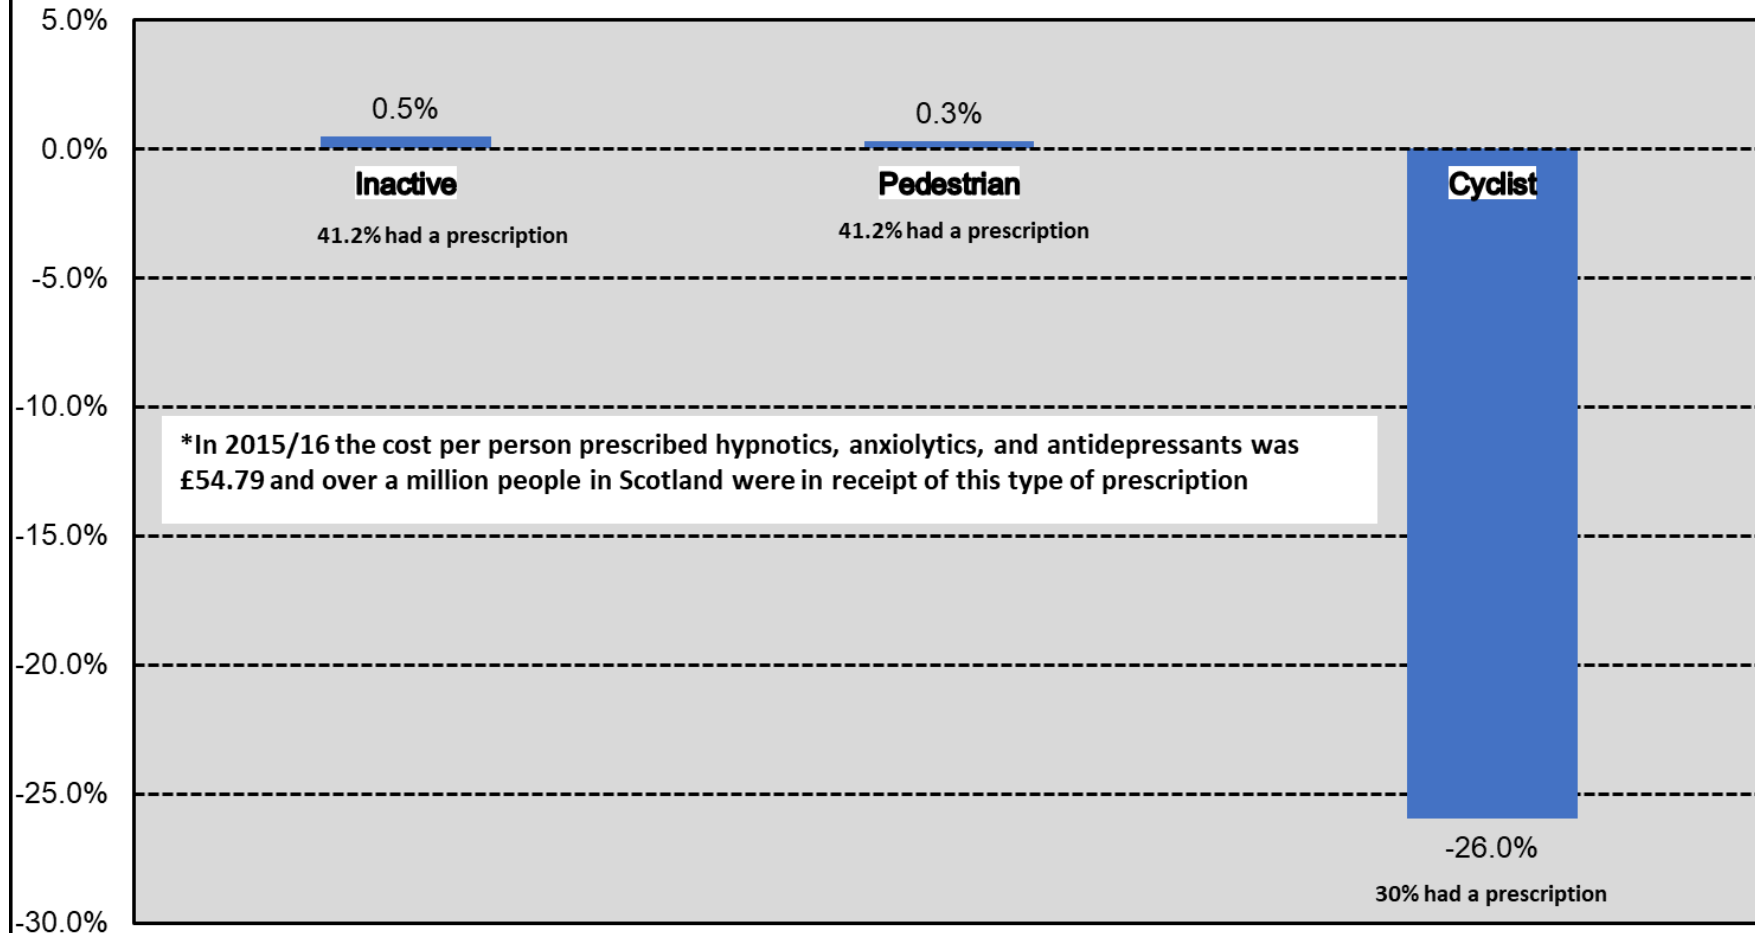 5.0%
0.5%
0.3%
0.0%
Inactive
Pedestrian
Cyclist
41.2% had a prescription
41.2% had a prescription
-5.0%
-10.0%
*In 2015/16 the cost per person prescribed hypnotics, anxiolytics, and antidepressants was
£54.79 and over a million people in Scotland were in receipt of this type of prescription
-15.0%
-20.0%
-25.0%
-26.0%
30% had a prescription
-30.0%